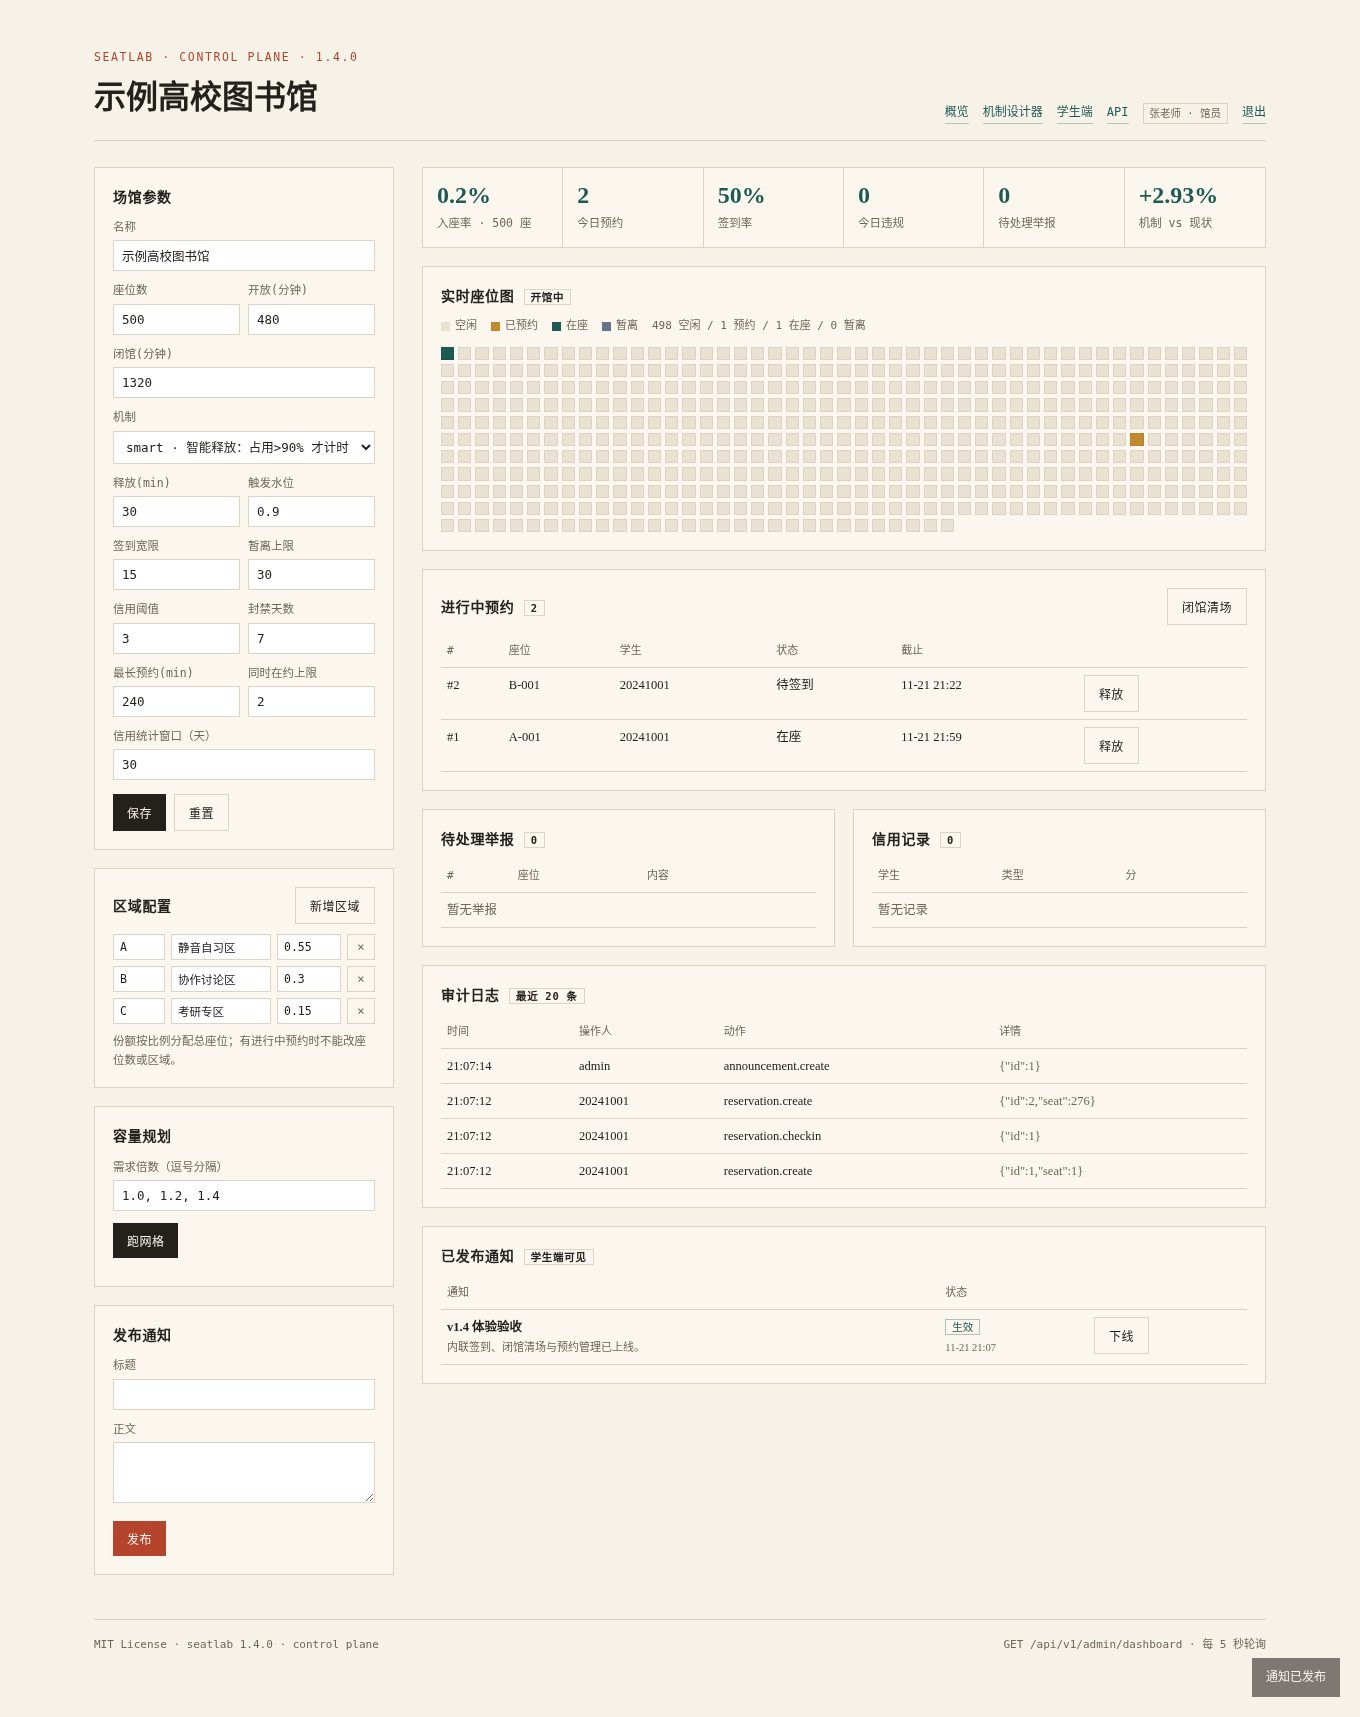 SEATLAB · CONTROL PLANE · 1.4.0
示例高校图书馆
概览 机制设计器 学生端 API 张老师 · 馆员 退出
场馆参数
名称
示例高校图书馆
座位数 开放(分钟)
500 480
闭馆(分钟)
1320
机制
smart · 智能释放：占用>90% 才计时
释放(min) 触发水位
30 0.9
签到宽限 暂离上限
15 30
信用阈值 封禁天数
3 7
最长预约(min) 同时在约上限
240 2
信用统计窗口（天）
30
保存 重置
区域配置 新增区域
A 静音自习区 0.55 ×
B 协作讨论区 0.3 ×
C 考研专区 0.15 ×
份额按比例分配总座位；有进行中预约时不能改座
位数或区域。
容量规划
需求倍数（逗号分隔）
1.0, 1.2, 1.4
跑网格
发布通知
标题
正文
发布
0.2% 2 50% 0 0 +2.93%
入座率 · 500 座 今日预约 签到率 今日违规 待处理举报 机制 vs 现状
实时座位图 开馆中
空闲 已预约 在座 暂离 498 空闲 / 1 预约 / 1 在座 / 0 暂离
进行中预约 2 闭馆清场
# 座位 学生 状态 截止
#2 B-001 20241001 待签到 11-21 21:22 释放
#1 A-001 20241001 在座 11-21 21:59 释放
待处理举报 0
# 座位 内容
暂无举报
信用记录 0
学生 类型 分
暂无记录
审计日志 最近 20 条
时间 操作人 动作 详情
21:07:14 admin announcement.create {"id":1}
21:07:12 20241001 reservation.create {"id":2,"seat":276}
21:07:12 20241001 reservation.checkin {"id":1}
21:07:12 20241001 reservation.create {"id":1,"seat":1}
已发布通知 学生端可见
通知 状态
v1.4 体验验收 生效 下线
内联签到、闭馆清场与预约管理已上线。 11-21 21:07
MIT License · seatlab 1.4.0 · control plane GET /api/v1/admin/dashboard · 每 5 秒轮询
通知已发布